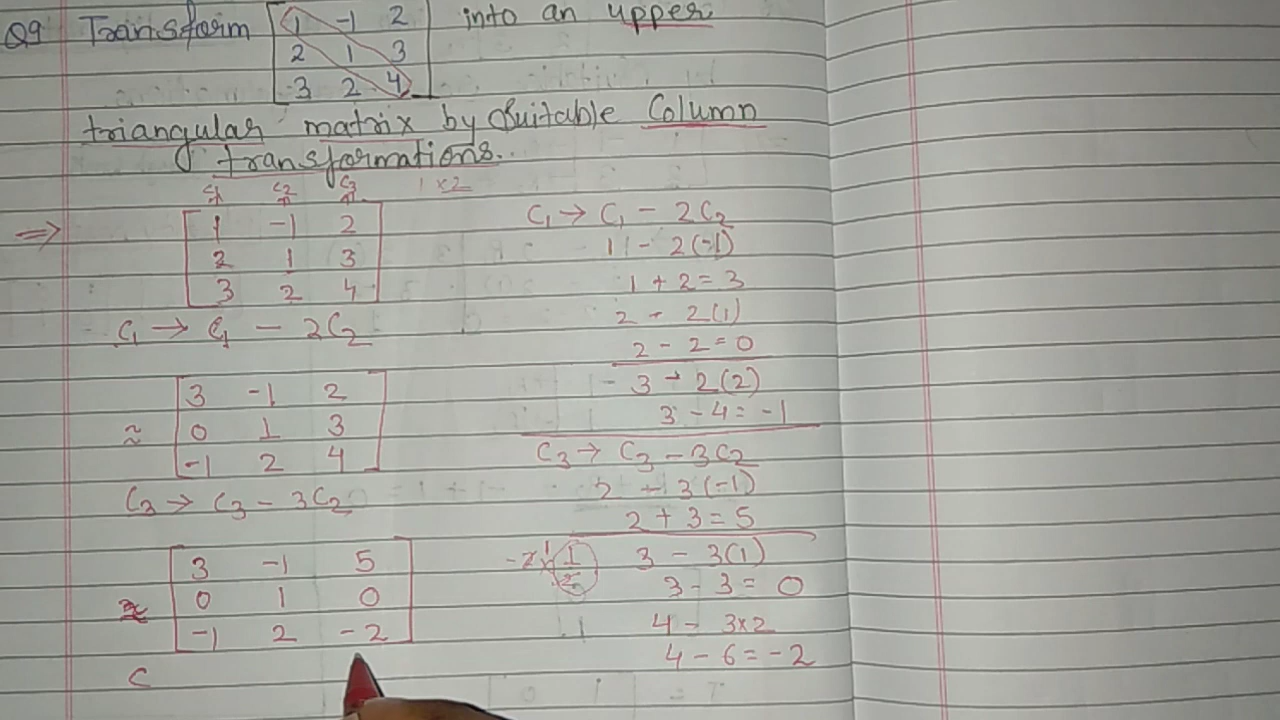 Q9 Transform [1 -1 2 into an upper
2 1 3
3 2 4]
triangular matrix by Suitable Column
transformations.
C1 C2 C3 1 × 2
⇒ [1 -1 2
2 1 3
3 2 4]
C1 → C1 - 2C2
≈ [3 -1 2
0 1 3
-1 2 4]
C3 → C3 - 3C2
≈ [3 -1 5
0 1 0
-1 2 -2]
C
C1 → C1 - 2C2
1 - 2(-1)
1 + 2 = 3
2 - 2(1)
2 - 2 = 0
3 - 2(2)
3 - 4 = -1
C3 → C3 - 3C2
2 - 3(-1)
2 + 3 = 5
3 - 3(1)
3 - 3 = 0
4 - 3×2
4 - 6 = -2